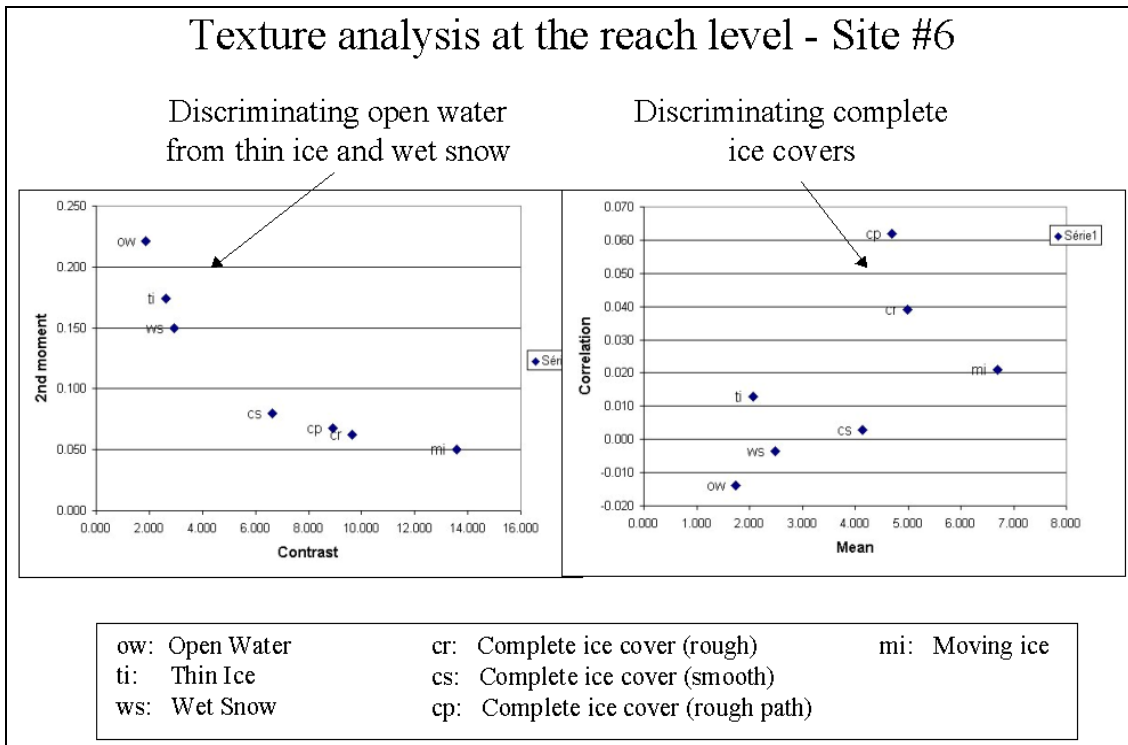 Texture analysis at the reach level - Site #6
Discriminating open water
from thin ice and wet snow
Discriminating complete
ice covers
0.250
0.200
0.150
0.100
0.050
0.000
2nd moment
ow
ti
ws
cs
cp
cr
mi
0.000 2.000 4.000 6.000 8.000 10.000 12.000 14.000 16.000
Contrast
Séri
0.070
0.060
0.050
0.040
0.030
0.020
0.010
0.000
-0.010
-0.020
Correlation
cp
cr
mi
ti
cs
ws
ow
0.000 1.000 2.000 3.000 4.000 5.000 6.000 7.000 8.000
Mean
Série1
ow: Open Water
ti: Thin Ice
ws: Wet Snow
cr: Complete ice cover (rough)
cs: Complete ice cover (smooth)
cp: Complete ice cover (rough path)
mi: Moving ice